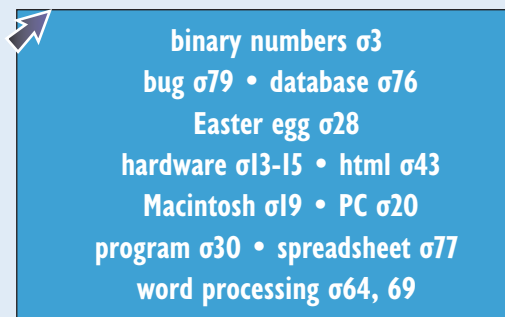 binary numbers σ3
bug σ79 • database σ76
Easter egg σ28
hardware σ13-15 • html σ43
Macintosh σ19 • PC σ20
program σ30 • spreadsheet σ77
word processing σ64, 69